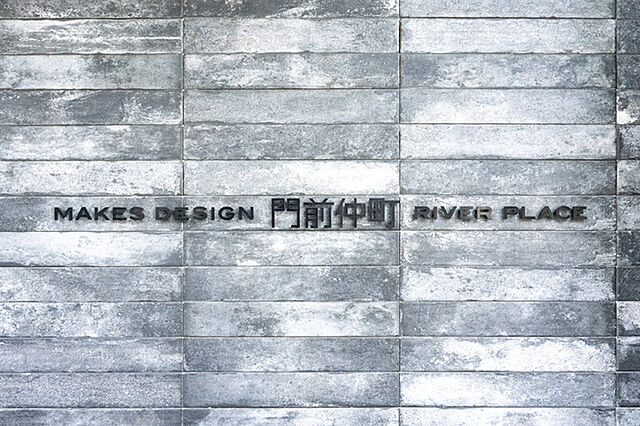 MAKES DESIGN 門前仲町 RIVER PLACE